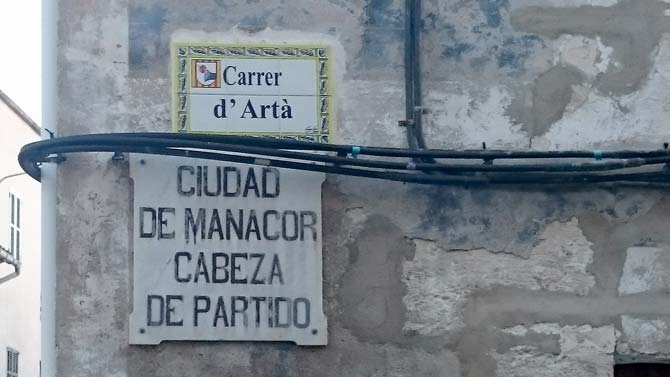 Carrer
d'Artà
CIUDAD
DE MANACOR
CABEZA
DE PARTIDO